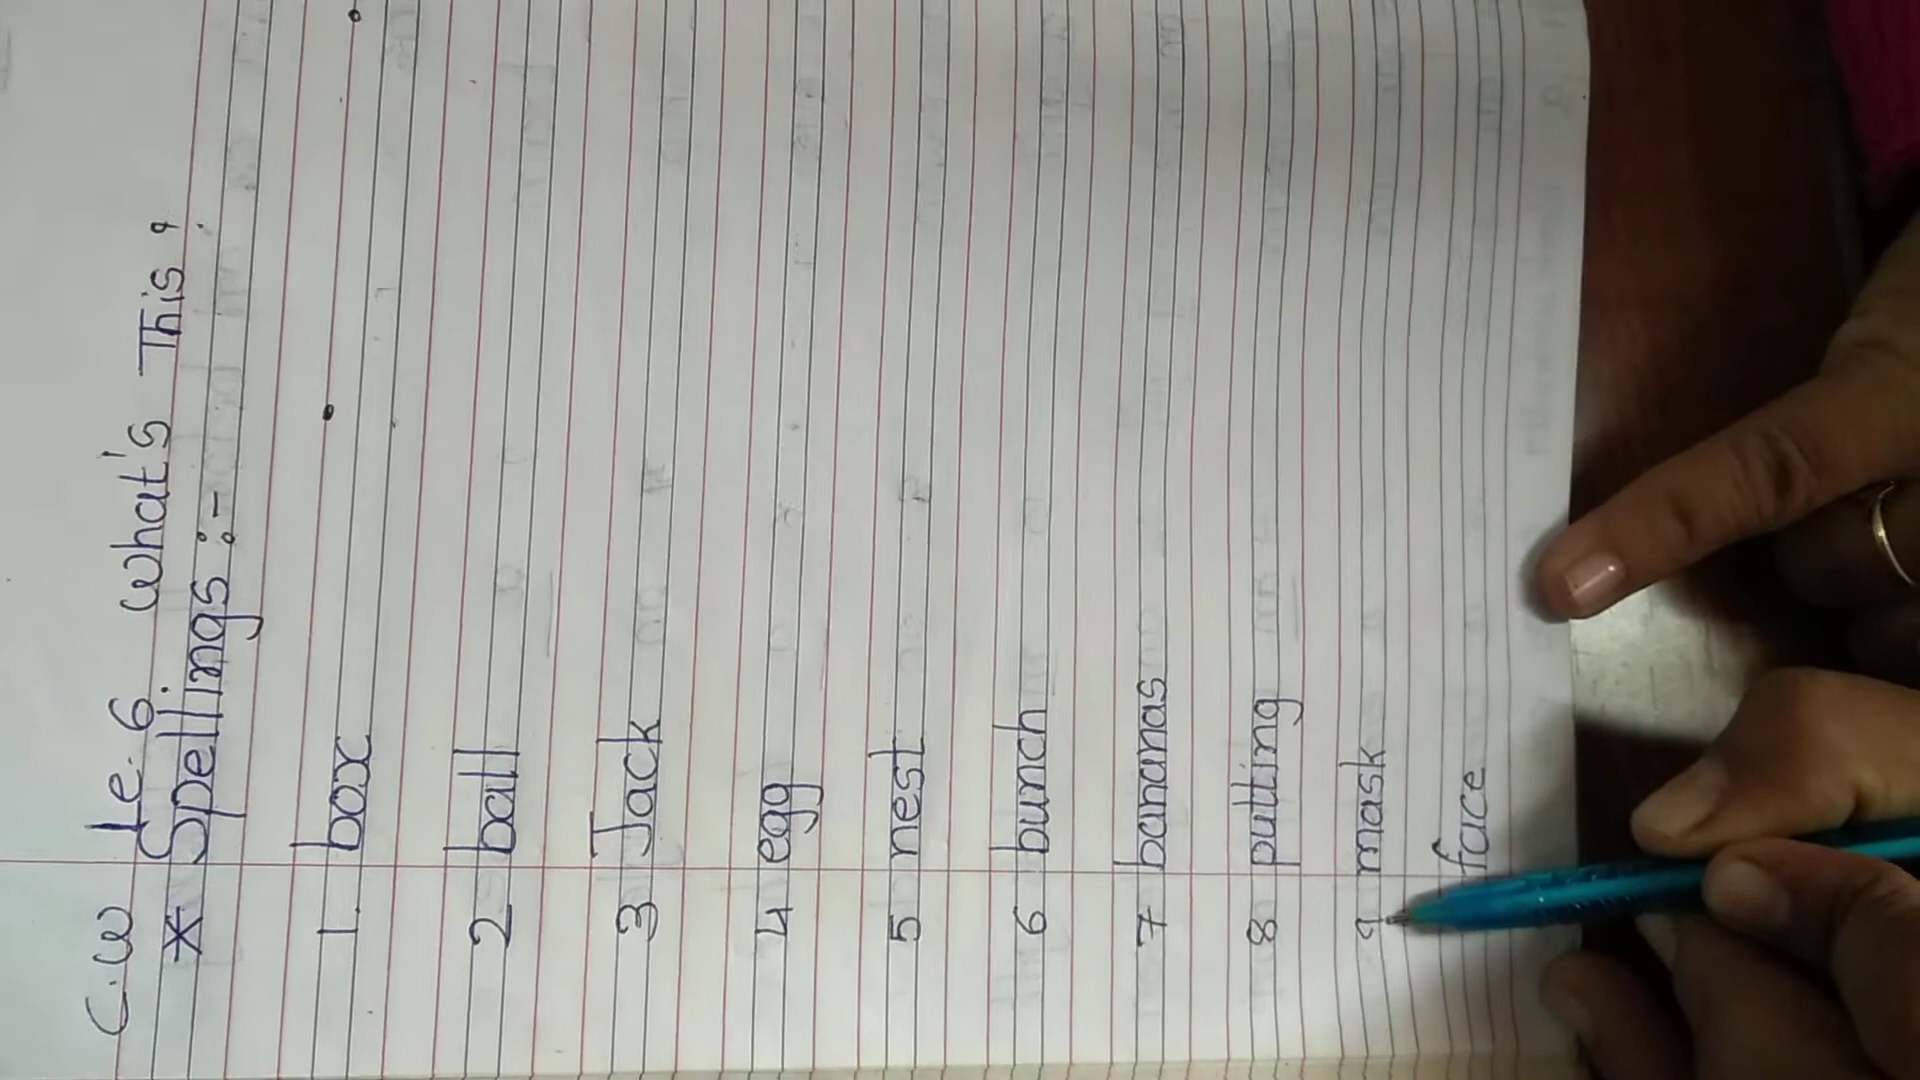 C.W Le.6. What's This?
* Spellings :-
1 box
2 ball
3 Jack
4 egg
5 nest
6 bunch
7 bananas
8 putting
9 mask
face